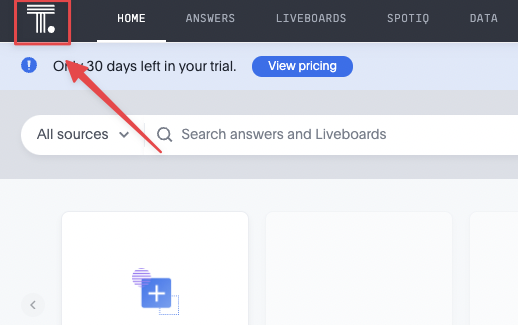 T.
HOME ANSWERS LIVEBOARDS SPOTIQ DATA
Only 30 days left in your trial. View pricing
All sources Search answers and Liveboards